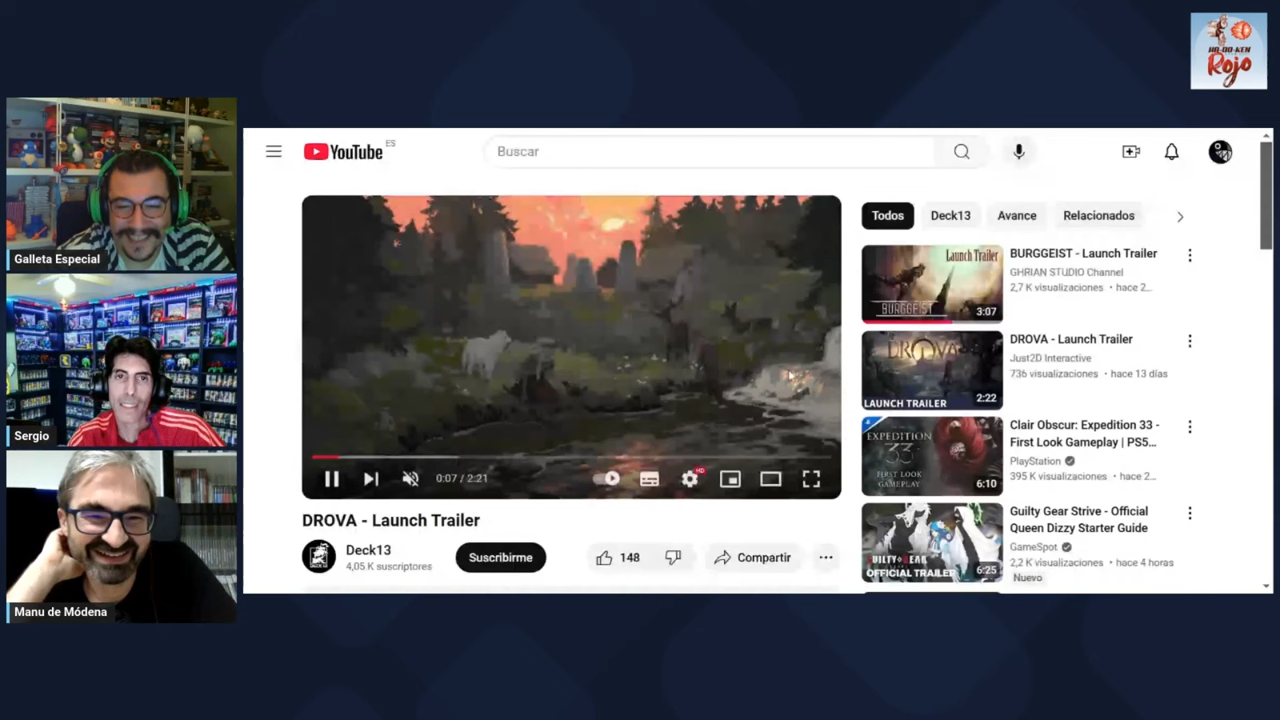 HA-DO-KEN
Rojo
Galleta Especial
Sergio
Manu de Módena
YouTube ES
Buscar
0:07 / 2:21
HD
DROVA - Launch Trailer
Deck13
4,05 K suscriptores
Suscribirme
148
Compartir
Todos
Deck13
Avance
Relacionados
Launch Trailer
BURGGEIST
3:07
BURGGEIST - Launch Trailer
GHRIAN STUDIO Channel
2,7 K visualizaciones • hace 2...
DROVA
LAUNCH TRAILER
2:22
DROVA - Launch Trailer
Just2D Interactive
736 visualizaciones • hace 13 días
EXPEDITION
33
FIRST LOOK
GAMEPLAY
6:10
Clair Obscur: Expedition 33 -
First Look Gameplay | PS5...
PlayStation
395 K visualizaciones • hace 2...
GUILTY GEAR
OFFICIAL TRAILER
6:25
Guilty Gear Strive - Official
Queen Dizzy Starter Guide
GameSpot
2,2 K visualizaciones • hace 4 horas
Nuevo